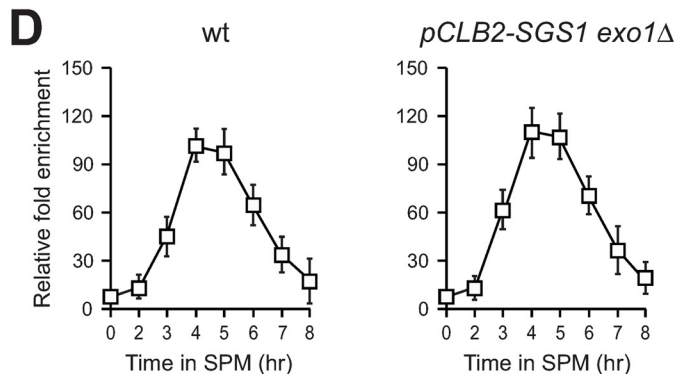 D
wt
pCLB2-SGS1 exo1Δ
Relative fold enrichment
150
120
90
60
30
0
0 2 3 4 5 6 7 8
Time in SPM (hr)
150
120
90
60
30
0
0 2 3 4 5 6 7 8
Time in SPM (hr)